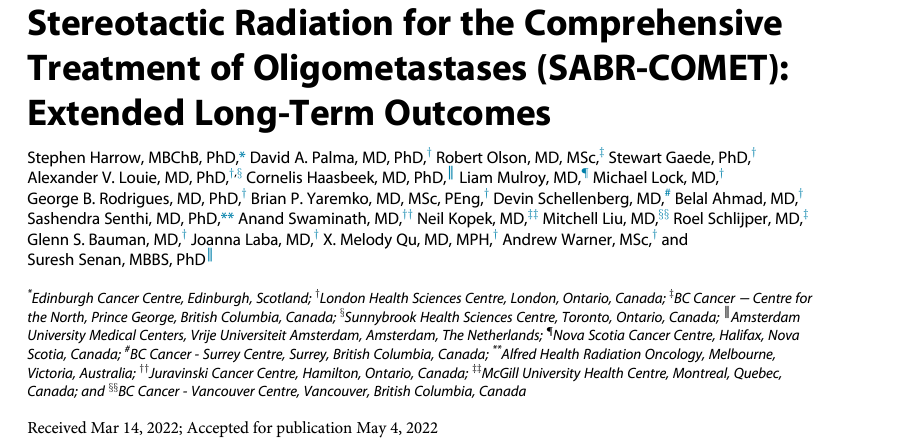 Stereotactic Radiation for the Comprehensive
Treatment of Oligometastases (SABR-COMET):
Extended Long-Term Outcomes
Stephen Harrow, MBChB, PhD,* David A. Palma, MD, PhD,† Robert Olson, MD, MSc,‡ Stewart Gaede, PhD,†
Alexander V. Louie, MD, PhD,†,§ Cornelis Haasbeek, MD, PhD,‖ Liam Mulroy, MD,¶ Michael Lock, MD,†
George B. Rodrigues, MD, PhD,† Brian P. Yaremko, MD, MSc, PEng,† Devin Schellenberg, MD,# Belal Ahmad, MD,†
Sashendra Senthi, MD, PhD,** Anand Swaminath, MD,†† Neil Kopek, MD,‡‡ Mitchell Liu, MD,§§ Roel Schlijper, MD,‡
Glenn S. Bauman, MD,† Joanna Laba, MD,† X. Melody Qu, MD, MPH,† Andrew Warner, MSc,† and
Suresh Senan, MBBS, PhD‖
*Edinburgh Cancer Centre, Edinburgh, Scotland; †London Health Sciences Centre, London, Ontario, Canada; ‡BC Cancer – Centre for
the North, Prince George, British Columbia, Canada; §Sunnybrook Health Sciences Centre, Toronto, Ontario, Canada; ‖Amsterdam
University Medical Centers, Vrije Universiteit Amsterdam, Amsterdam, The Netherlands; ¶Nova Scotia Cancer Centre, Halifax, Nova
Scotia, Canada; #BC Cancer - Surrey Centre, Surrey, British Columbia, Canada; **Alfred Health Radiation Oncology, Melbourne,
Victoria, Australia; ††Juravinski Cancer Centre, Hamilton, Ontario, Canada; ‡‡McGill University Health Centre, Montreal, Quebec,
Canada; and §§BC Cancer - Vancouver Centre, Vancouver, British Columbia, Canada
Received Mar 14, 2022; Accepted for publication May 4, 2022